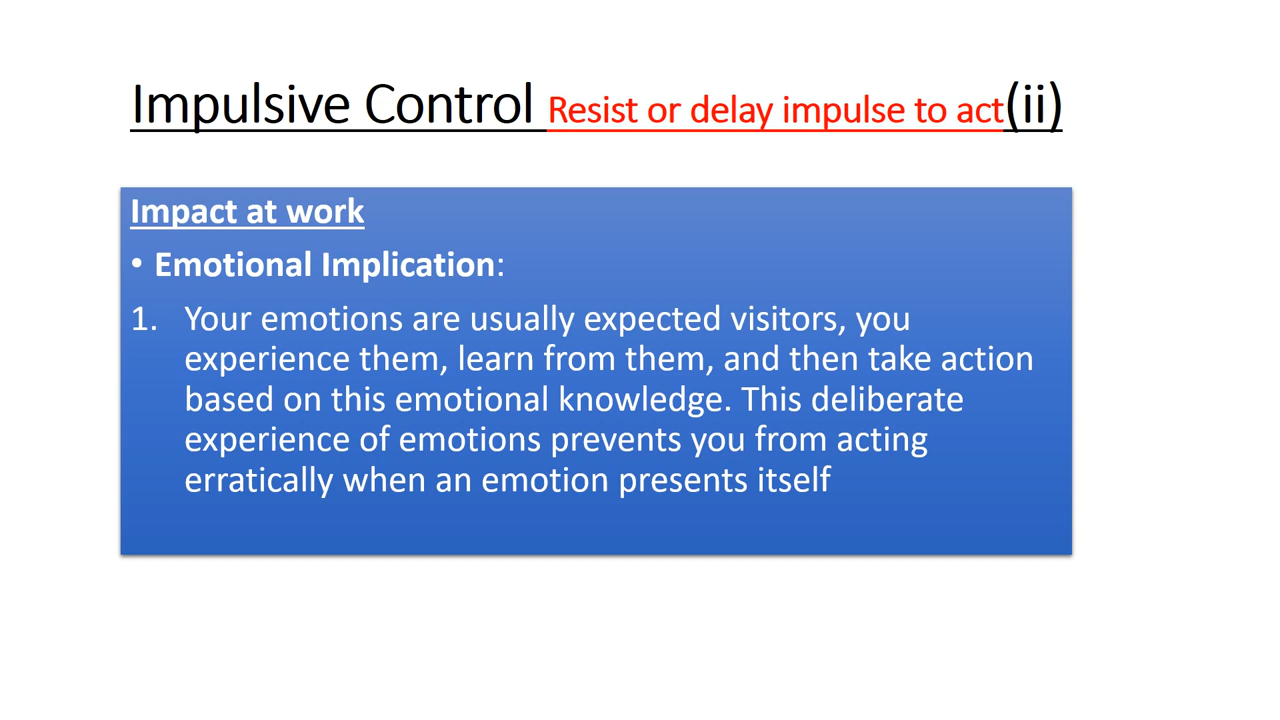 Impulsive Control Resist or delay impulse to act(ii)
Impact at work
• Emotional Implication:
1. Your emotions are usually expected visitors, you
experience them, learn from them, and then take action
based on this emotional knowledge. This deliberate
experience of emotions prevents you from acting
erratically when an emotion presents itself